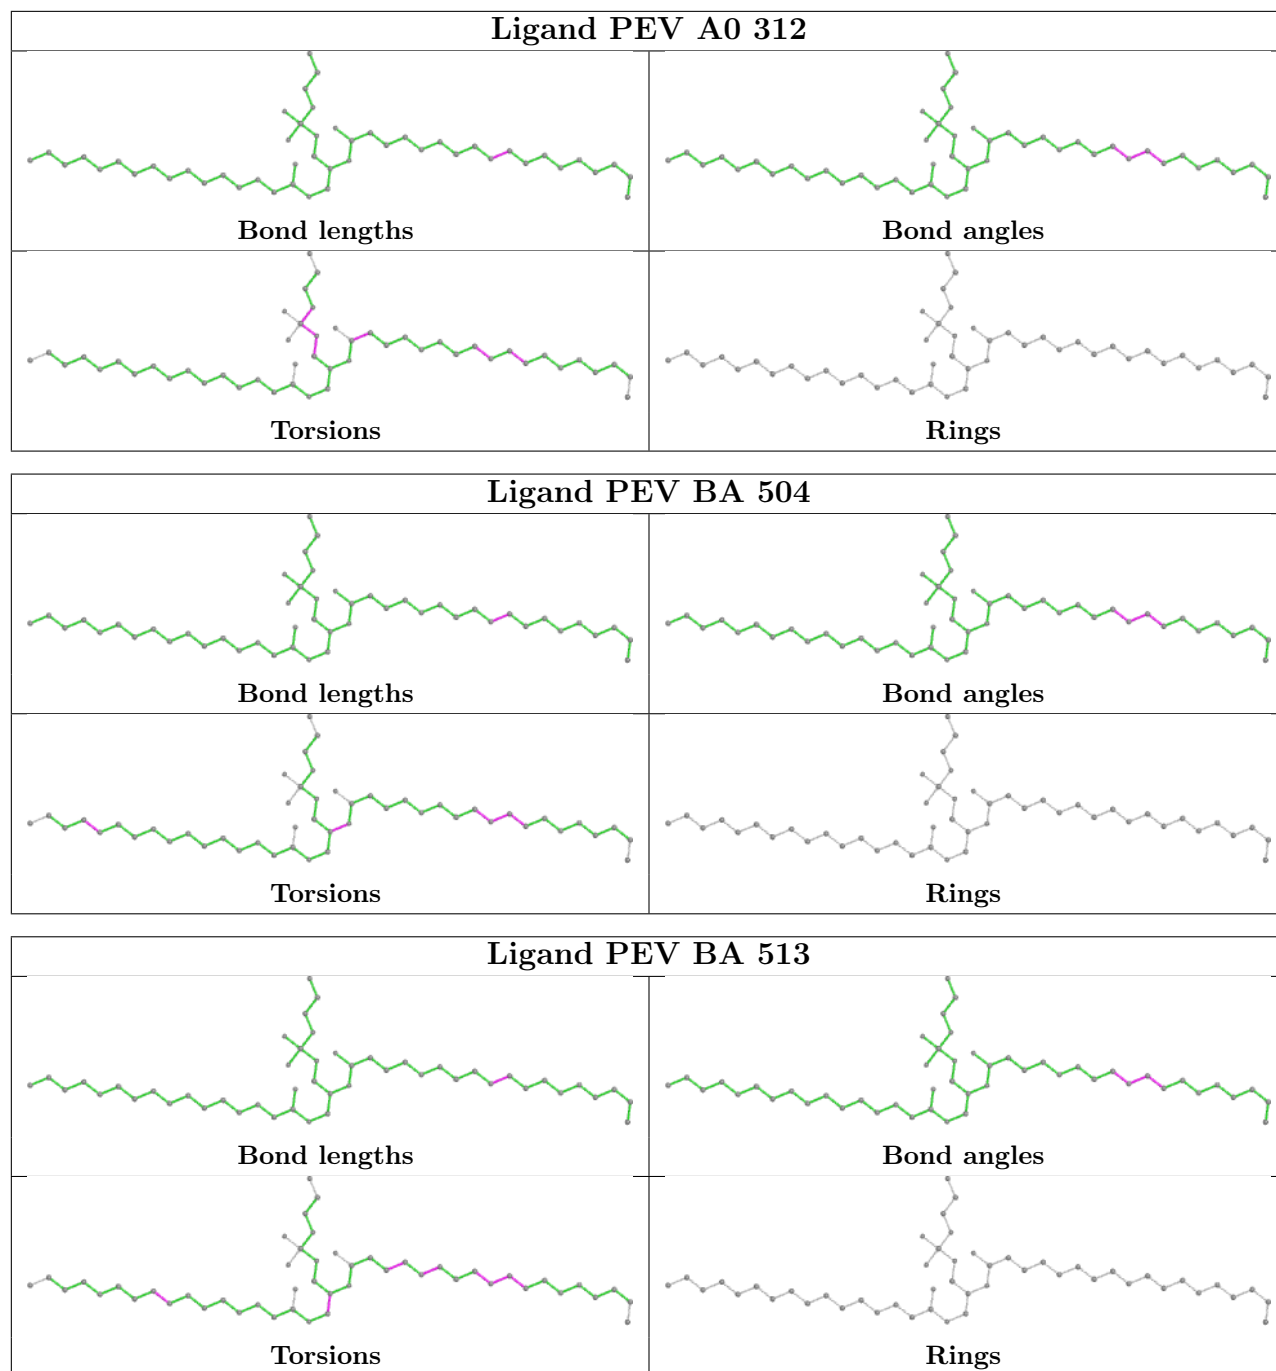 Ligand PEV A0 312
Bond lengths
Bond angles
Torsions
Rings
Ligand PEV BA 504
Bond lengths
Bond angles
Torsions
Rings
Ligand PEV BA 513
Bond lengths
Bond angles
Torsions
Rings